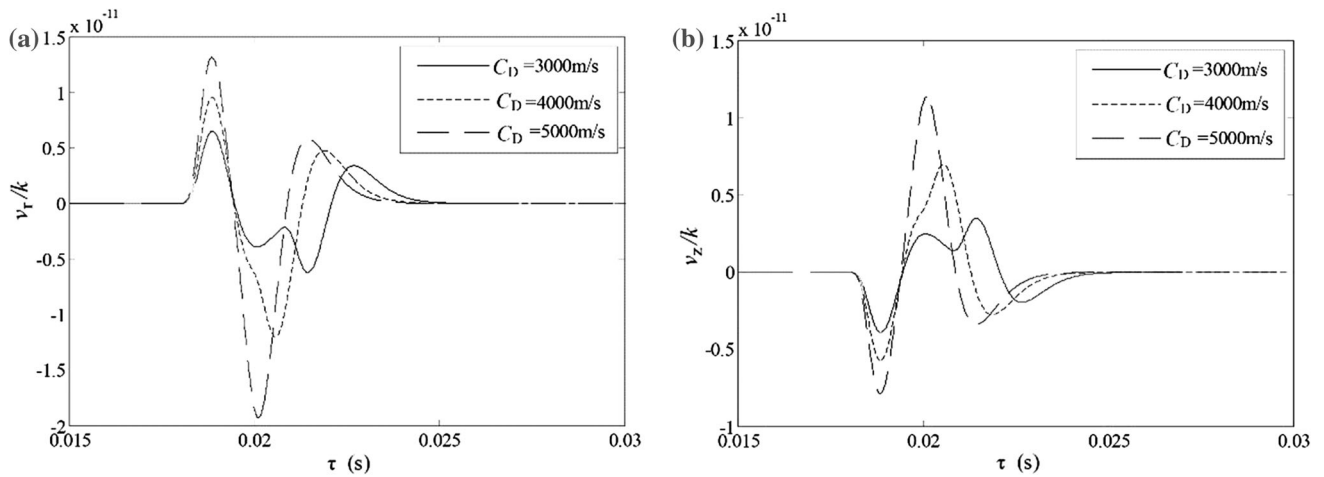 (a)
× 10⁻¹¹
1.5
1
0.5
0
-0.5
-1
-1.5
-2
v_r/k
C_D =3000m/s
C_D =4000m/s
C_D =5000m/s
0.015
0.02
0.025
0.03
τ (s)
(b)
× 10⁻¹¹
1.5
1
0.5
0
-0.5
-1
v_z/k
C_D =3000m/s
C_D =4000m/s
C_D =5000m/s
0.015
0.02
0.025
0.03
τ (s)